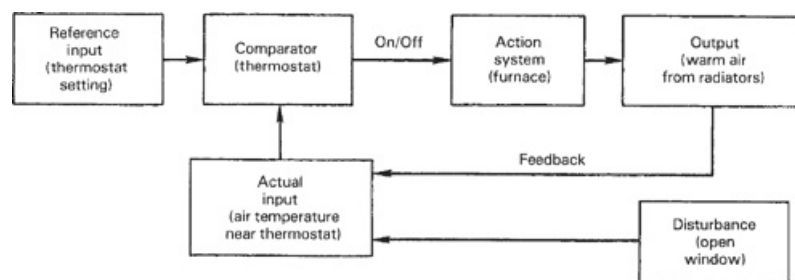 Reference
input
(thermostat
setting)
Comparator
(thermostat)
On/Off
Action
system
(furnace)
Output
(warm air
from radiators)
Feedback
Actual
input
(air temperature
near thermostat)
Disturbance
(open
window)